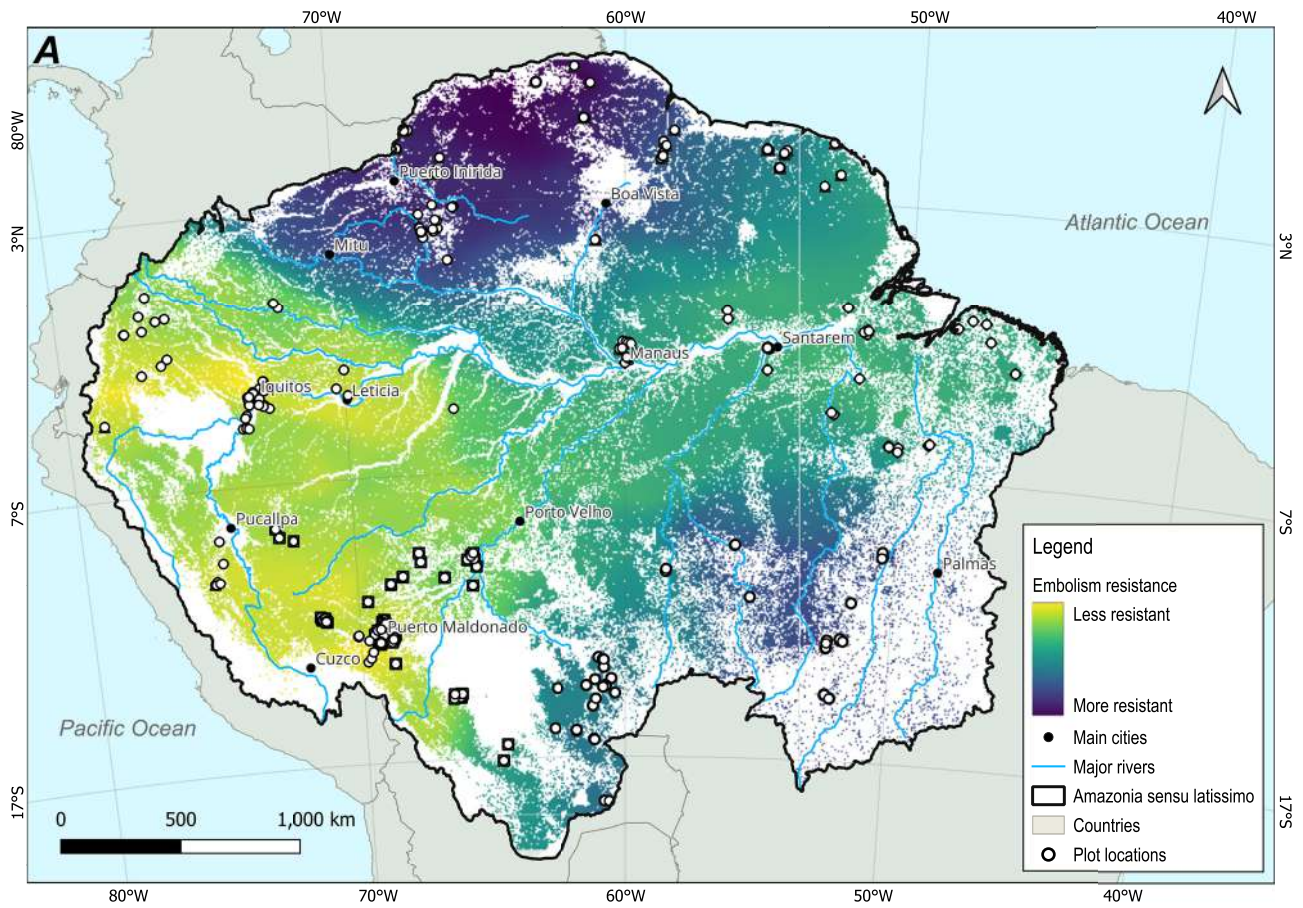 70°W
60°W
50°W
40°W
A
80°W
Puerto Inirida
Boa Vista
Atlantic Ocean
3°N
Mitu
3°N
Manaus
Santarem
Iquitos
Leticia
7°S
Pucallpa
Porto Velho
7°S
Palmas
Puerto Maldonado
Cuzco
Pacific Ocean
Legend
Embolism resistance
Less resistant
More resistant
Main cities
Major rivers
Amazonia sensu latissimo
Countries
Plot locations
17°S
17°S
0 500 1,000 km
80°W
70°W
60°W
50°W
40°W